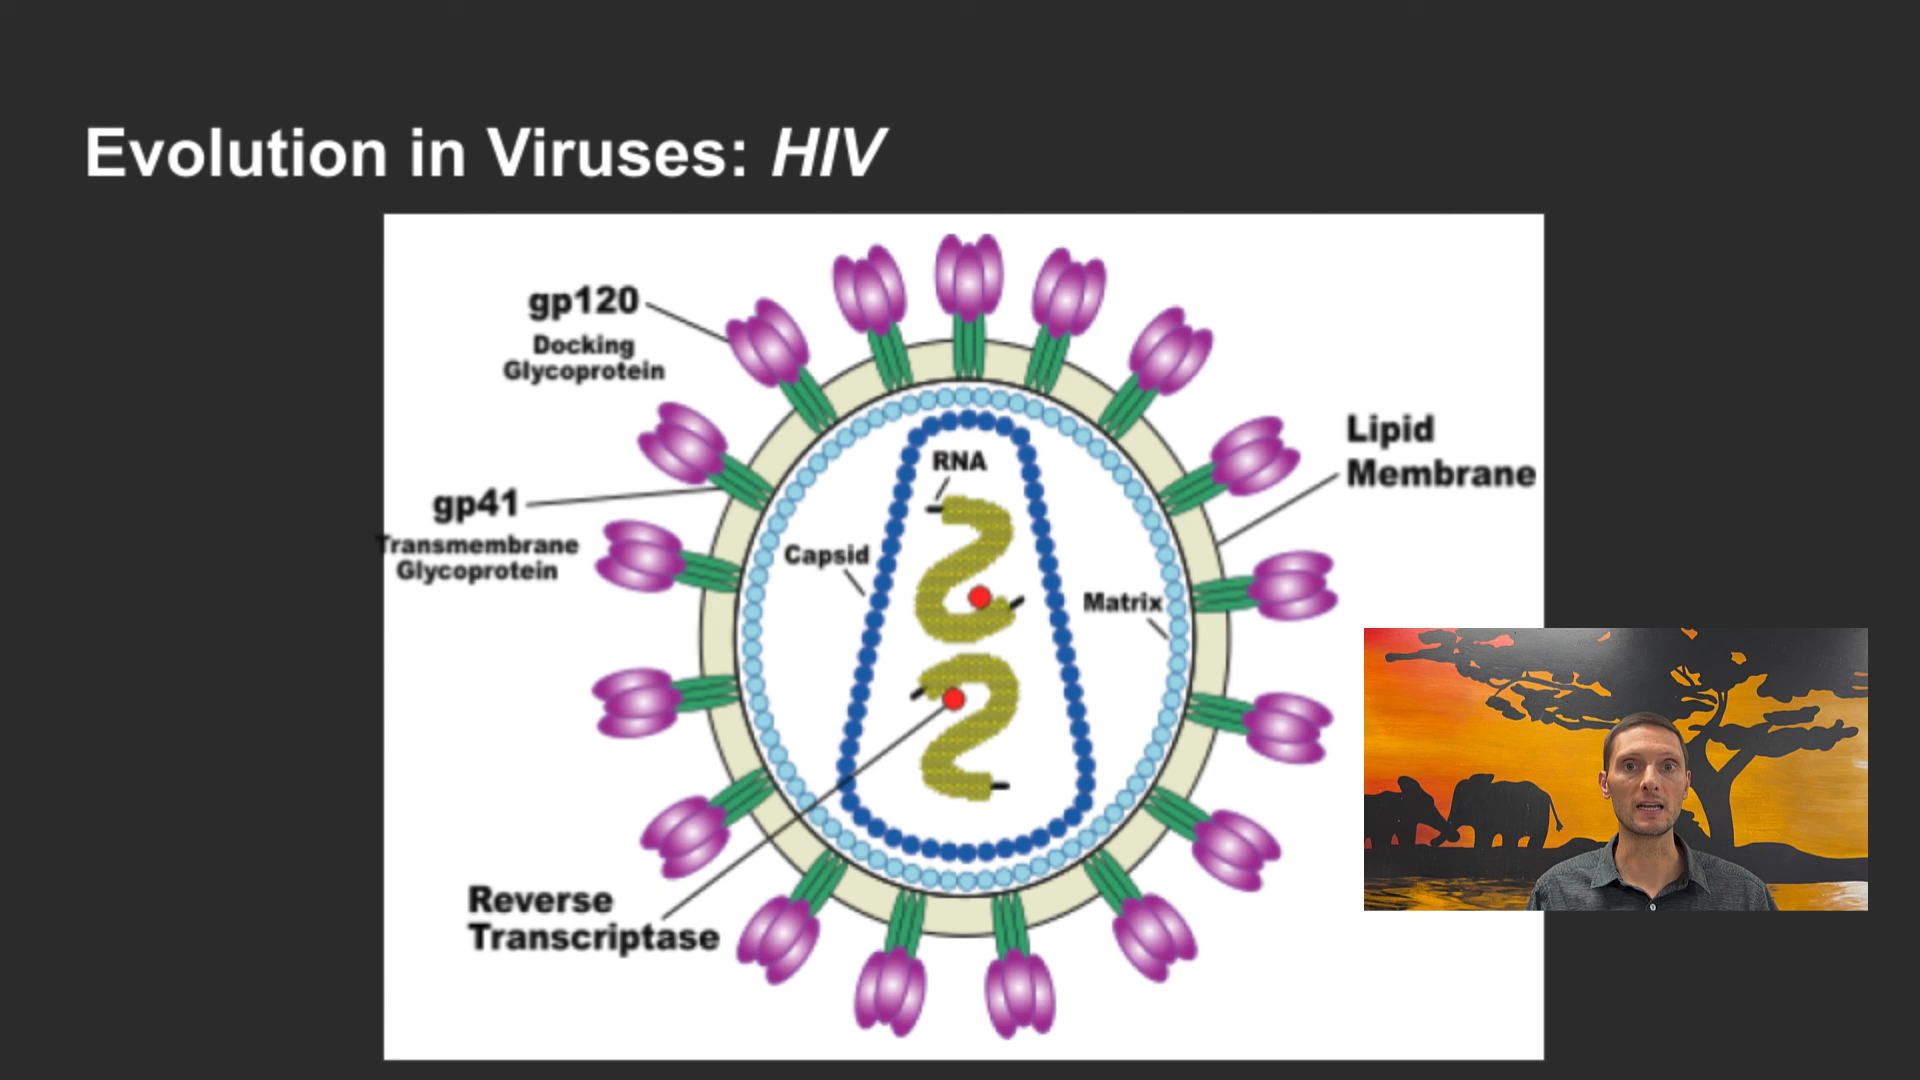 Evolution in Viruses: HIV
gp120
Docking
Glycoprotein
gp41
Transmembrane
Glycoprotein
RNA
Capsid
Matrix
Lipid
Membrane
Reverse
Transcriptase